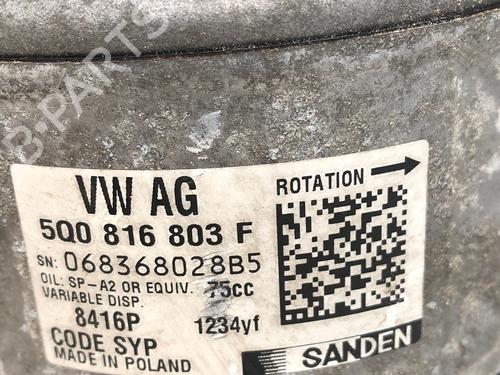 B-PARTS
VW AG
ROTATION
5Q0 816 803 F
SN: 068368028B5
OIL: SP-A2 OR EQUIV. 75cc
VARIABLE DISP.
8416P 1234yf
CODE SYP
MADE IN POLAND
SANDEN